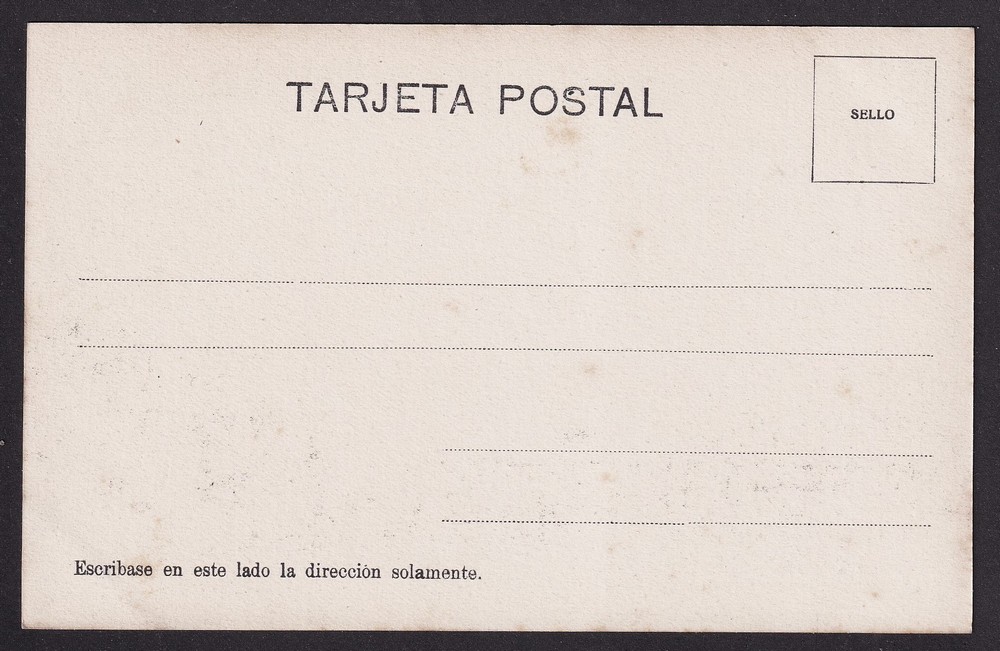 TARJETA POSTAL
SELLO
Escribase en este lado la dirección solamente.